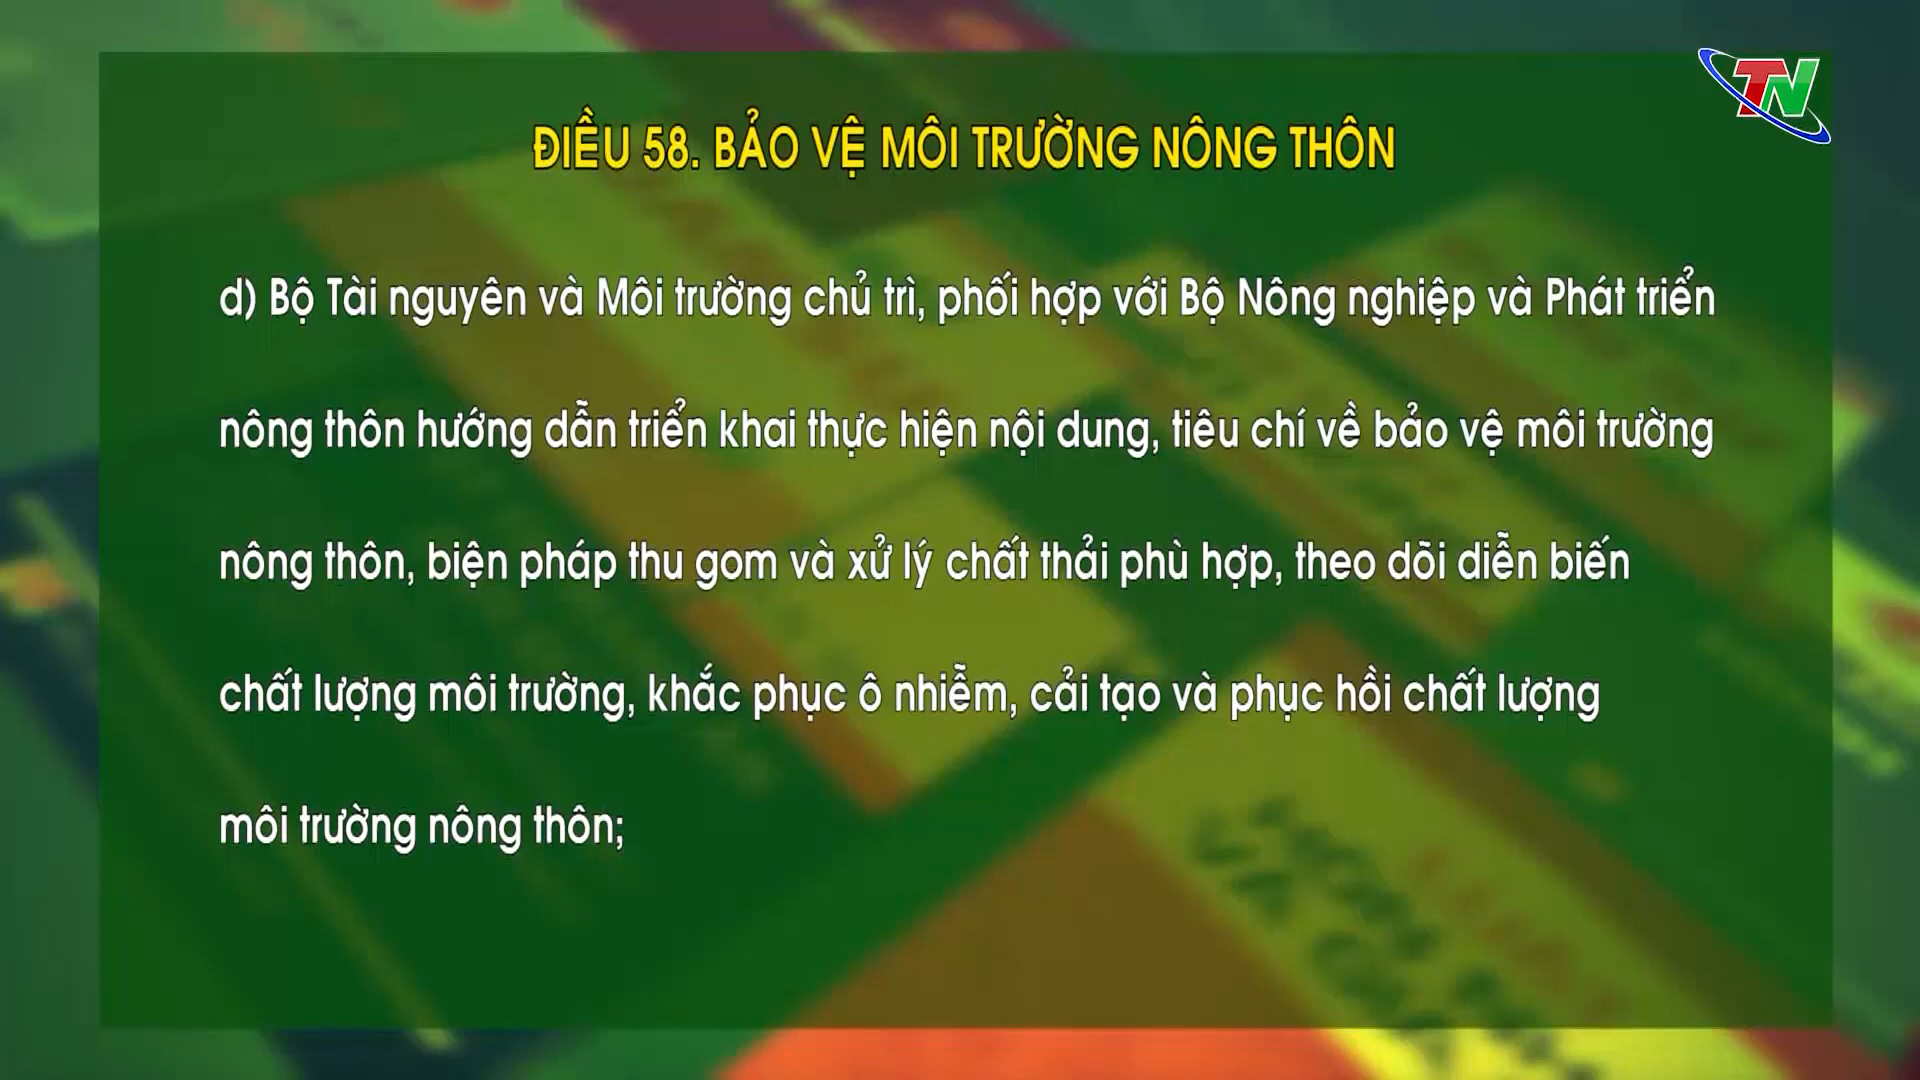 TN
ĐIỀU 58. BẢO VỆ MÔI TRƯỜNG NÔNG THÔN
d) Bộ Tài nguyên và Môi trường chủ trì, phối hợp với Bộ Nông nghiệp và Phát triển
nông thôn hướng dẫn triển khai thực hiện nội dung, tiêu chí về bảo vệ môi trường
nông thôn, biện pháp thu gom và xử lý chất thải phù hợp, theo dõi diễn biến
chất lượng môi trường, khắc phục ô nhiễm, cải tạo và phục hồi chất lượng
môi trường nông thôn;